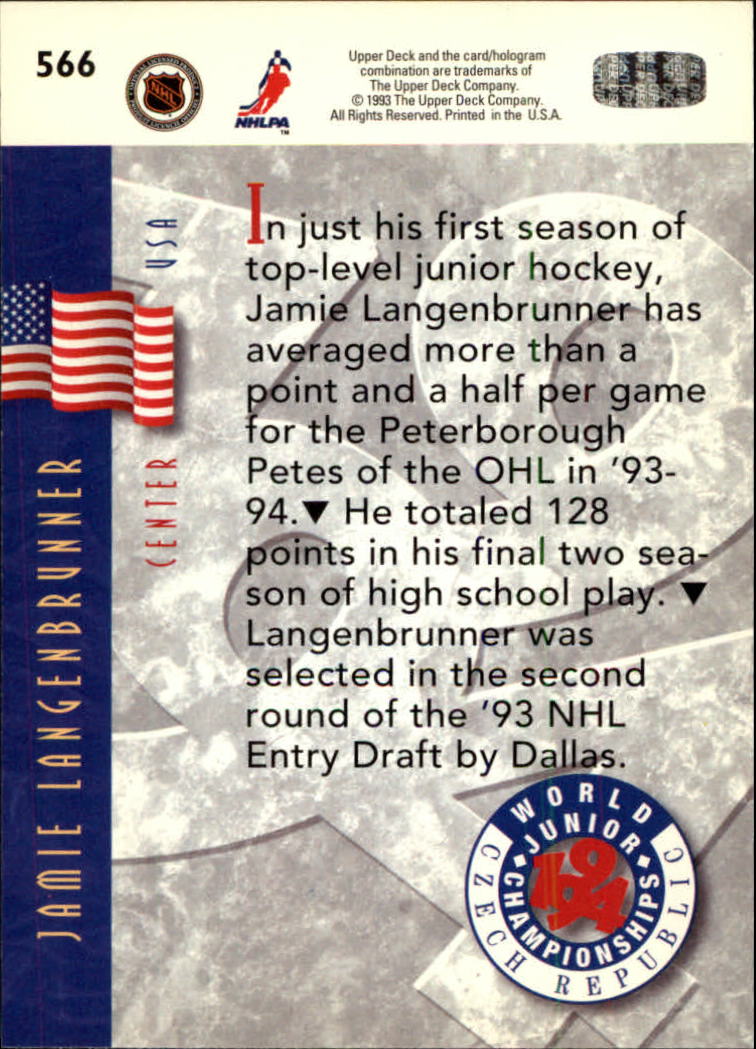 566
NHL
NHLPA
TM
Upper Deck and the card/hologram
combination are trademarks of
The Upper Deck Company.
© 1993 The Upper Deck Company.
All Rights Reserved. Printed in the U.S.A.
USA
CENTER
JAMIE LANGENBRUNNER
In just his first season of
top-level junior hockey,
Jamie Langenbrunner has
averaged more than a
point and a half per game
for the Peterborough
Petes of the OHL in '93-
94.▼ He totaled 128
points in his final two sea-
son of high school play. ▼
Langenbrunner was
selected in the second
round of the '93 NHL
Entry Draft by Dallas.
WORLD
JUNIOR
CHAMPIONSHIPS
CZECH REPUBLIC